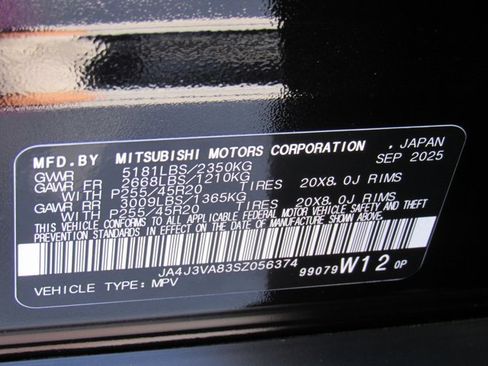 MFD.BY MITSUBISHI MOTORS CORPORATION, JAPAN
GVWR 5181LBS/2350KG SEP 2025
GAWR FR 2668LBS/1210KG
WITH P255/45R20 TIRES 20X8.0J RIMS
GAWR RR 3009LBS/1365KG
WITH P255/45R20 TIRES 20X8.0J RIMS
THIS VEHICLE CONFORMS TO ALL APPLICABLE FEDERAL MOTOR VEHICLE SAFETY AND THEFT
PREVENTION STANDARDS IN EFFECT ON THE DATE OF MANUFACTURE SHOWN ABOVE.
JA4J3VA83SZ056374
99079 W12 0P
VEHICLE TYPE: MPV